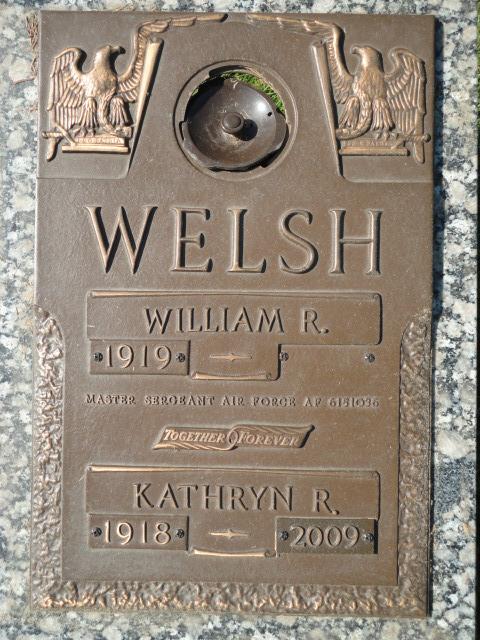 WELSH
WILLIAM R.
1919
MASTER SERGEANT AIR FORCE AF 6151036
TOGETHER FOREVER
KATHRYN R.
1918 2009